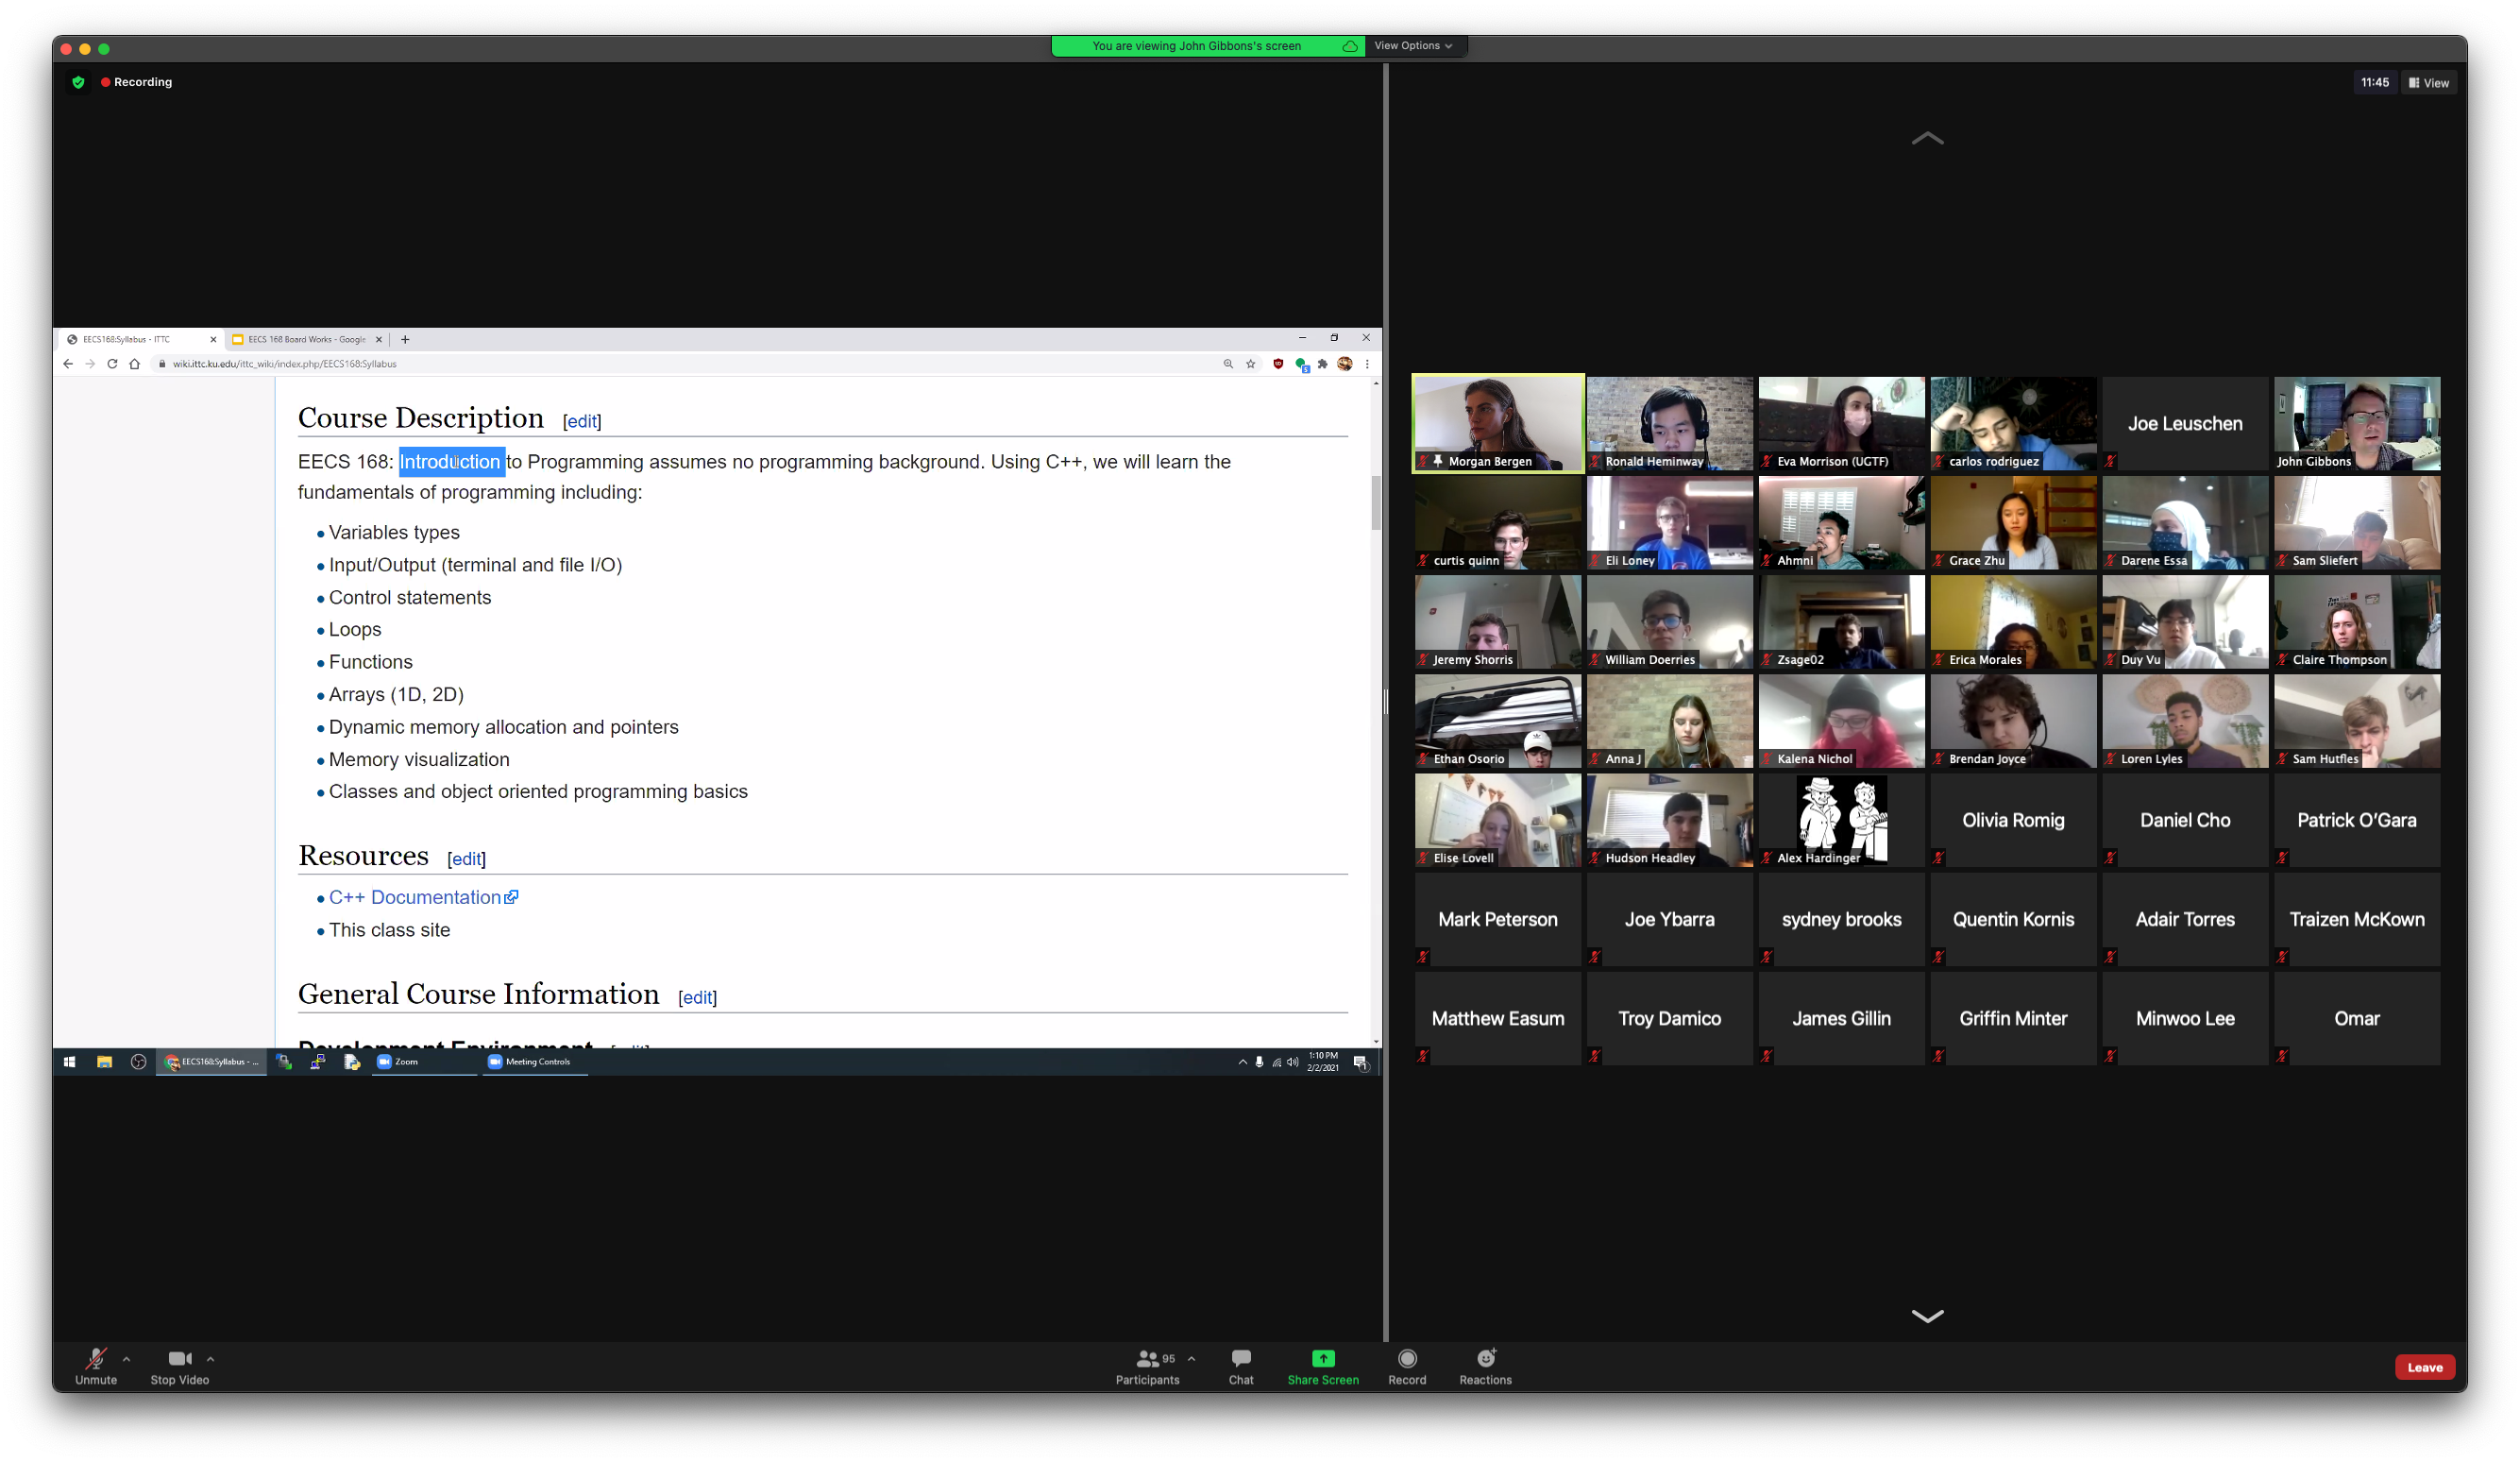 You are viewing John Gibbons's screen
View Options
Recording
11:45
View
EECS168:Syllabus - ITTC
EECS 168 Board Works - Google
wiki.ittc.ku.edu/ittc_wiki/index.php/EECS168:Syllabus
Course Description [edit]
EECS 168: Introduction to Programming assumes no programming background. Using C++, we will learn the
fundamentals of programming including:
Variables types
Input/Output (terminal and file I/O)
Control statements
Loops
Functions
Arrays (1D, 2D)
Dynamic memory allocation and pointers
Memory visualization
Classes and object oriented programming basics
Resources [edit]
C++ Documentation
This class site
General Course Information [edit]
Development Environment [edit]
EECS168:Syllabus - ...
Zoom
Meeting Controls
1:10 PM
2/2/2021
Morgan Bergen
Ronald Heminway
Eva Morrison (UGTF)
carlos rodriguez
Joe Leuschen
John Gibbons
curtis quinn
Eli Loney
Ahmni
Grace Zhu
Darene Essa
Sam Sliefert
Jeremy Shorris
William Doerries
Zsage02
Erica Morales
Duy Vu
Claire Thompson
Ethan Osorio
Anna J
Kalena Nichol
Brendan Joyce
Loren Lyles
Sam Hutfles
Elise Lovell
Hudson Headley
Alex Hardinger
Olivia Romig
Daniel Cho
Patrick O'Gara
Mark Peterson
Joe Ybarra
sydney brooks
Quentin Kornis
Adair Torres
Traizen McKown
Matthew Easum
Troy Damico
James Gillin
Griffin Minter
Minwoo Lee
Omar
Unmute
Stop Video
95
Participants
Chat
Share Screen
Record
Reactions
Leave